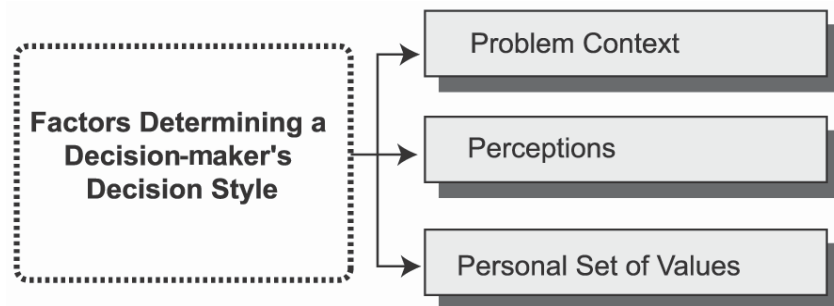 Factors Determining a
Decision-maker's
Decision Style
Problem Context
Perceptions
Personal Set of Values